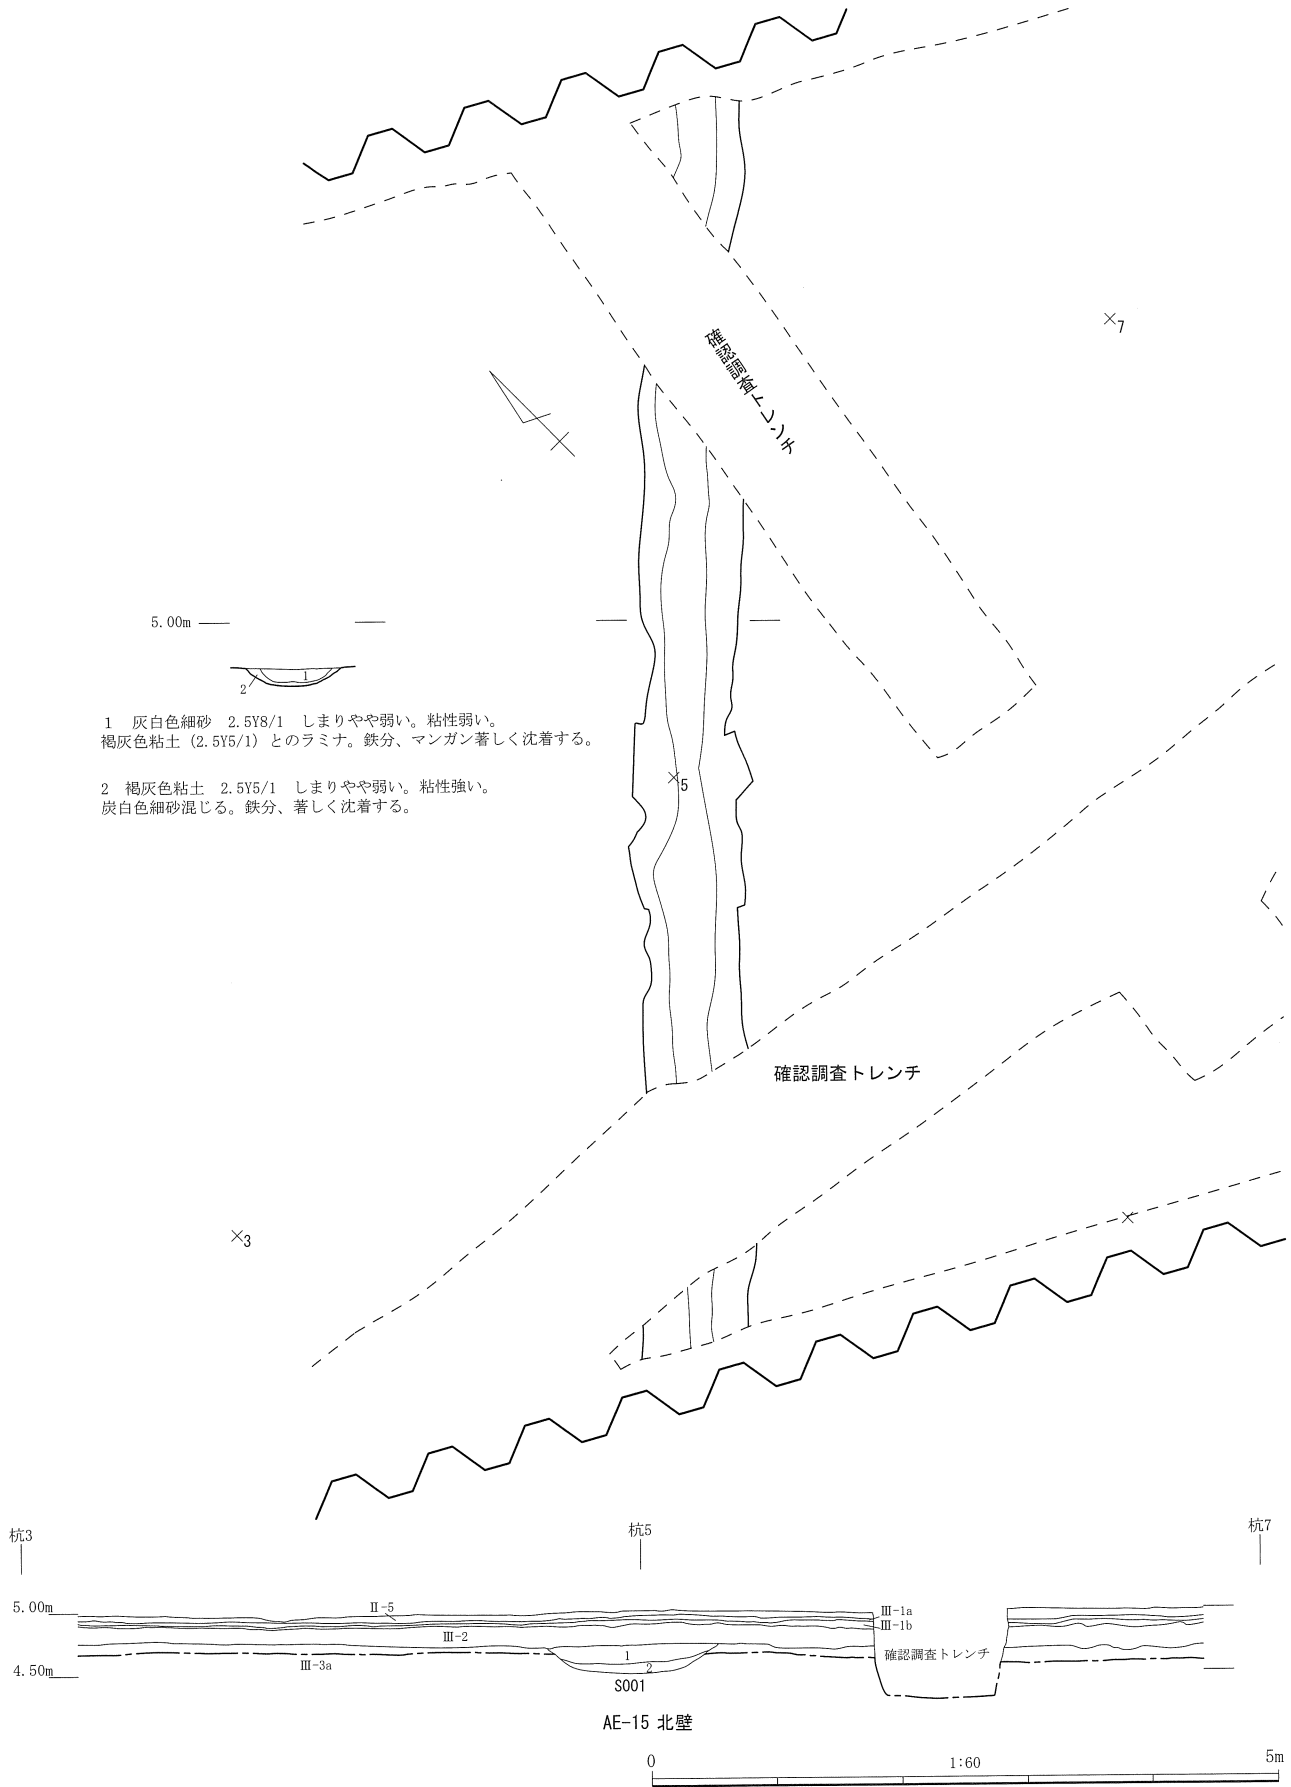 確認調査トレンチ
7
5.00m
1
2
1 灰白色細砂 2.5Y8/1 しまりやや弱い。粘性弱い。
褐灰色粘土（2.5Y5/1）とのラミナ。鉄分、マンガン著しく沈着する。
2 褐灰色粘土 2.5Y5/1 しまりやや弱い。粘性強い。
炭白色細砂混じる。鉄分、著しく沈着する。
5
確認調査トレンチ
3
杭3
杭5
杭7
5.00m
Ⅱ-5
Ⅲ-1a
Ⅲ-1b
Ⅲ-2
1
確認調査トレンチ
4.50m
Ⅲ-3a
2
S001
AE-15 北壁
0
1:60
5m